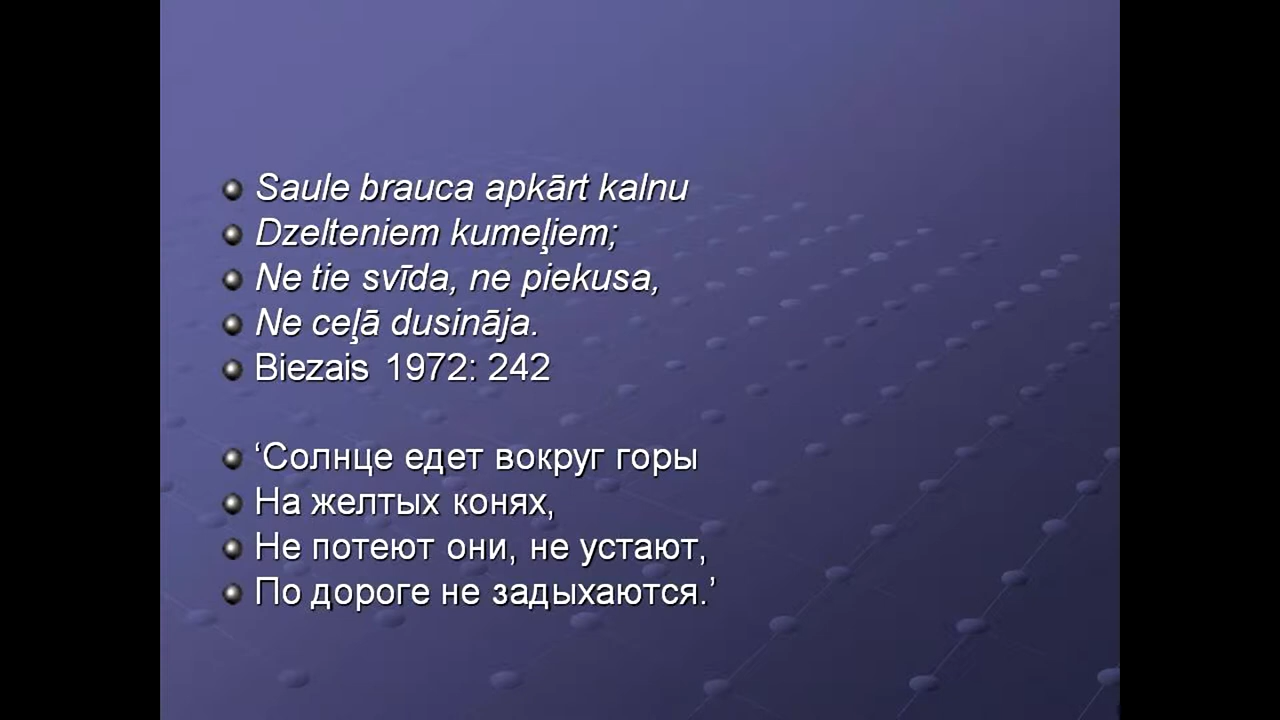 Saule brauca apkārt kalnu
Dzelteniem kumeļiem;
Ne tie svīda, ne piekusa,
Ne ceļā dusināja.
Biezais 1972: 242
‘Солнце едет вокруг горы
На желтых конях,
Не потеют они, не устают,
По дороге не задыхаются.’